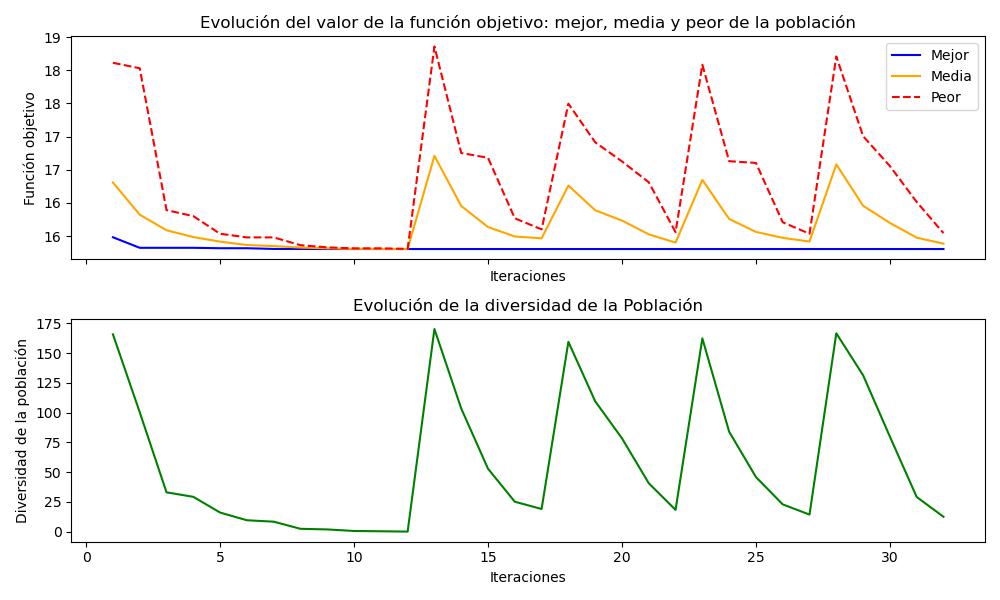 Evolución del valor de la función objetivo: mejor, media y peor de la población
Función objetivo
19
18
18
17
17
16
16
Mejor
Media
Peor
Iteraciones
Evolución de la diversidad de la Población
Diversidad de la población
175
150
125
100
75
50
25
0
0 5 10 15 20 25 30
Iteraciones